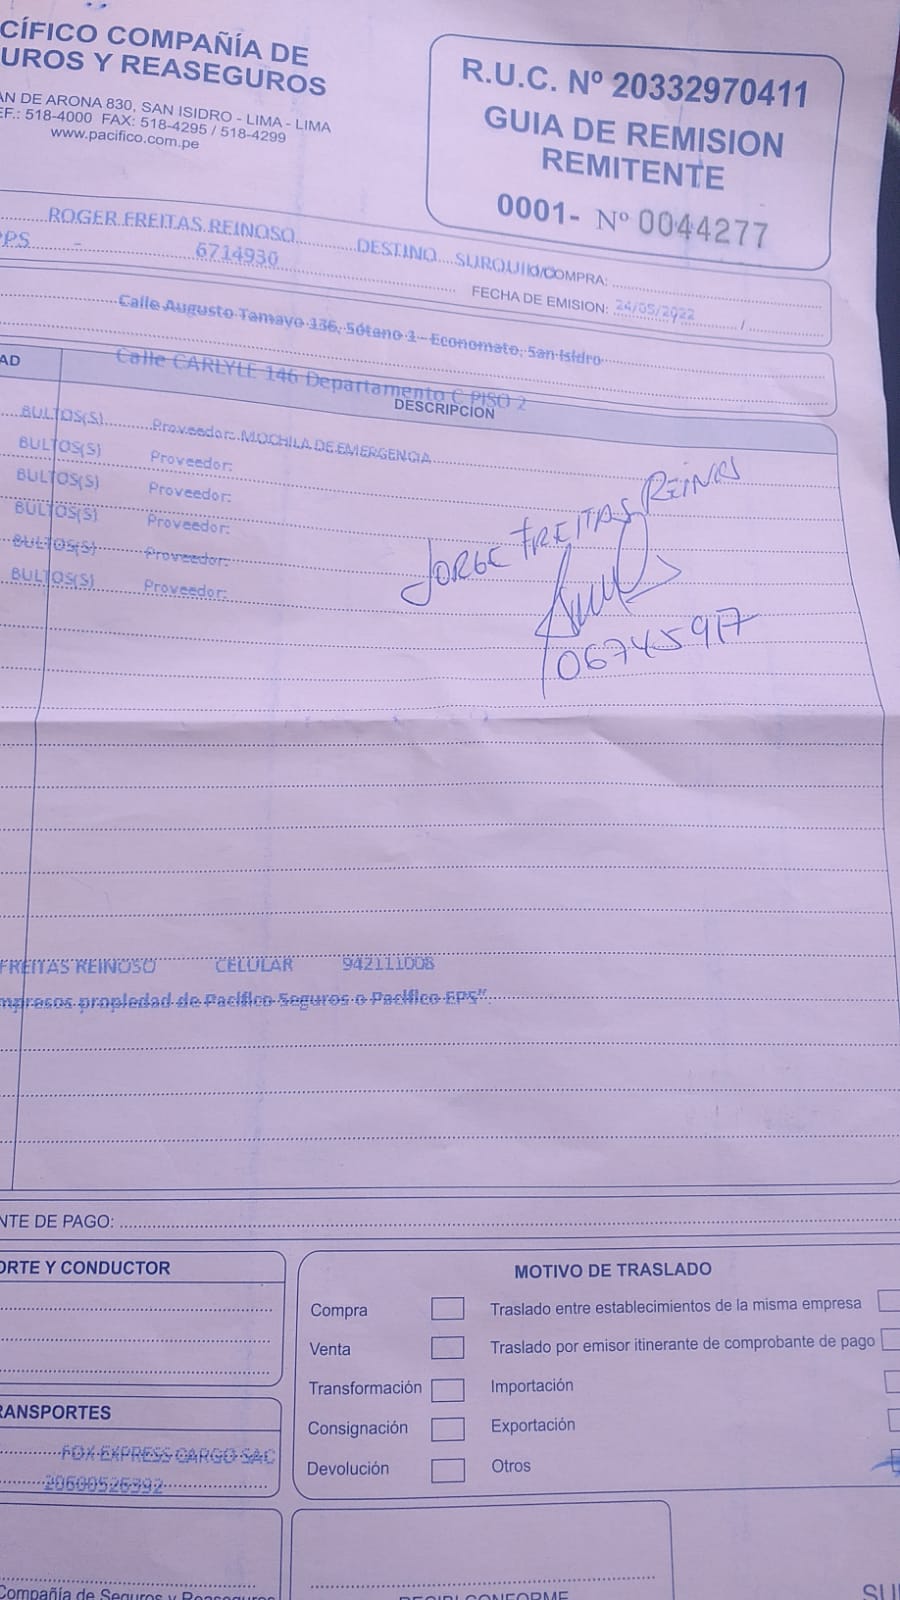 CÍFICO COMPAÑÍA DE
UROS Y REASEGUROS
AN DE ARONA 830, SAN ISIDRO - LIMA - LIMA
EF.: 518-4000 FAX: 518-4295 / 518-4299
www.pacifico.com.pe
R.U.C. Nº 20332970411
GUIA DE REMISION
REMITENTE
0001- Nº 0044277
ROGER FREITAS REINOSO DESTINO SURQUILLO/COMPRA:
PPS - 6714930
FECHA DE EMISION: 24/05/2022 /
Calle Augusto Tamayo 136, Sótano 1 - Economato, San Isidro
Calle CARLYLE 146 Departamento C PISO 2
AD DESCRIPCIÓN
BULTOS(S) Proveedor: MOCHILA DE EMERGENCIA
BULTOS(S) Proveedor:
BULTOS(S) Proveedor:
BULTOS(S) Proveedor:
BULTOS(S) Proveedor:
BULTOS(S) Proveedor:
JORGE FREITAS REINOS
06745917
FREITAS REINOSO CELULAR 942111008
mpresos propiedad de Pacífico Seguros o Pacífico EPS".
NTE DE PAGO:
ORTE Y CONDUCTOR
MOTIVO DE TRASLADO
Compra Traslado entre establecimientos de la misma empresa
Venta Traslado por emisor itinerante de comprobante de pago
Transformación Importación
Consignación Exportación
Devolución Otros
RANSPORTES
FOX EXPRESS CARGO SAC
20600526392
Compañía de Seguros y Reaseguros
RECIBI CONFORME
SU